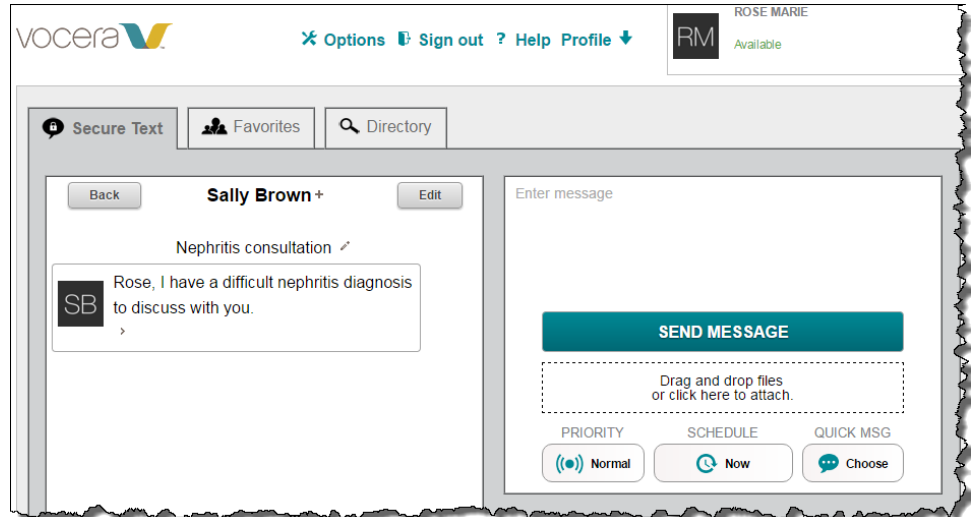 vocera
Options Sign out ? Help Profile
ROSE MARIE
RM
Available
Secure Text
Favorites
Directory
Back
Sally Brown +
Edit
Nephritis consultation
SB
Rose, I have a difficult nephritis diagnosis
to discuss with you.
>
Enter message
SEND MESSAGE
Drag and drop files
or click here to attach.
PRIORITY
SCHEDULE
QUICK MSG
Normal
Now
Choose